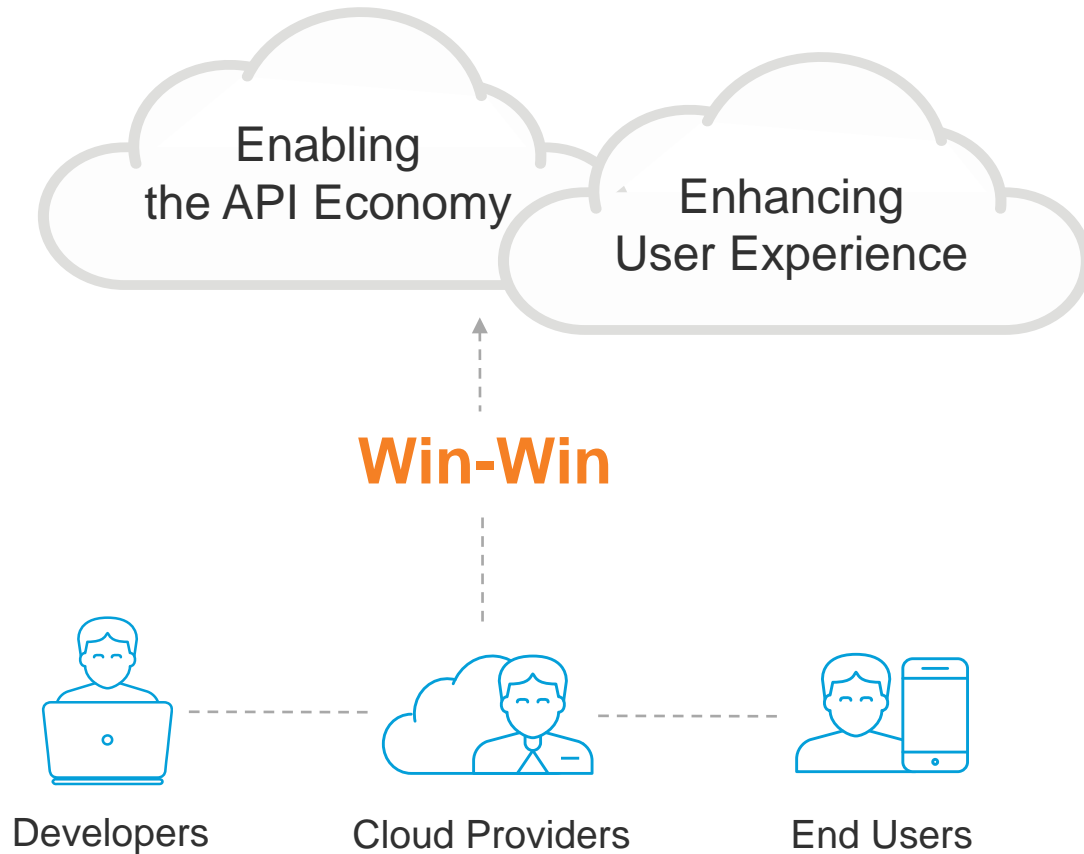 Enabling
the API Economy
Enhancing
User Experience
Win-Win
Developers
Cloud Providers
End Users